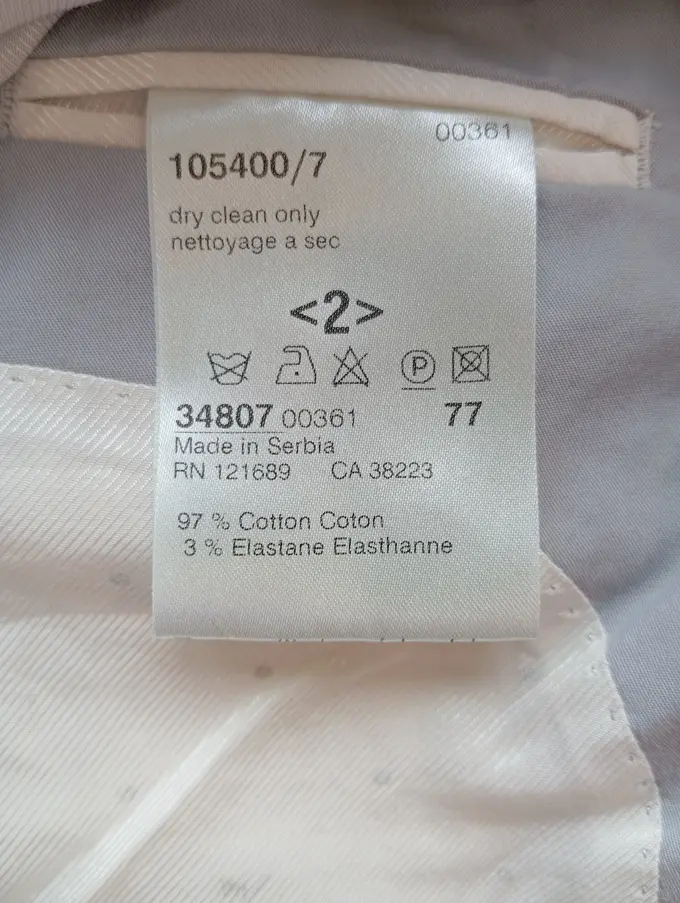 00361
105400/7
dry clean only
nettoyage a sec
<2>
P
34807 00361 77
Made in Serbia
RN 121689 CA 38223
97 % Cotton Coton
3 % Elastane Elasthanne